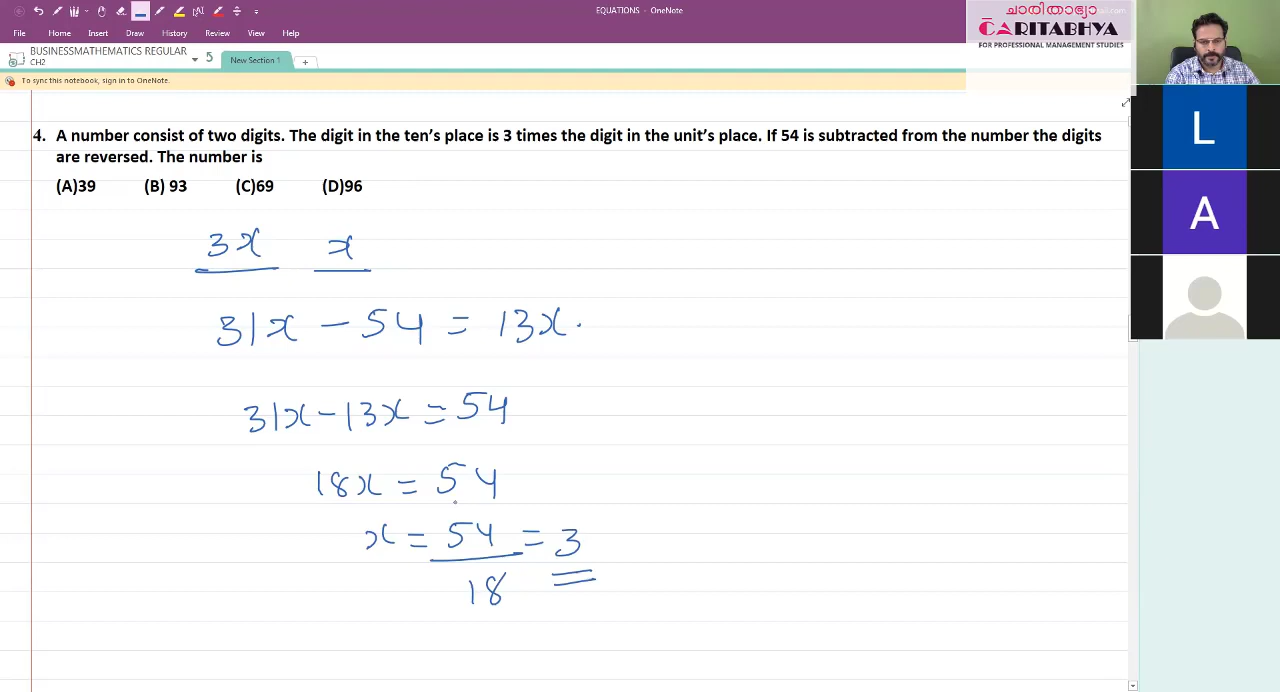 EQUATIONS - OneNote
File Home Insert Draw History Review View Help
BUSINESSMATHEMATICS REGULAR
CH2
New Section 1
To sync this notebook, sign in to OneNote.
ചാരിതാഭ്യാ
CARITABHYA
FOR PROFESSIONAL MANAGEMENT STUDIES
L
A
4. A number consist of two digits. The digit in the ten's place is 3 times the digit in the unit's place. If 54 is subtracted from the number the digits
are reversed. The number is
(A)39 (B) 93 (C)69 (D)96
3x x
31x - 54 = 13x.
31x - 13x = 54
18x = 54
x = 54/18 = 3